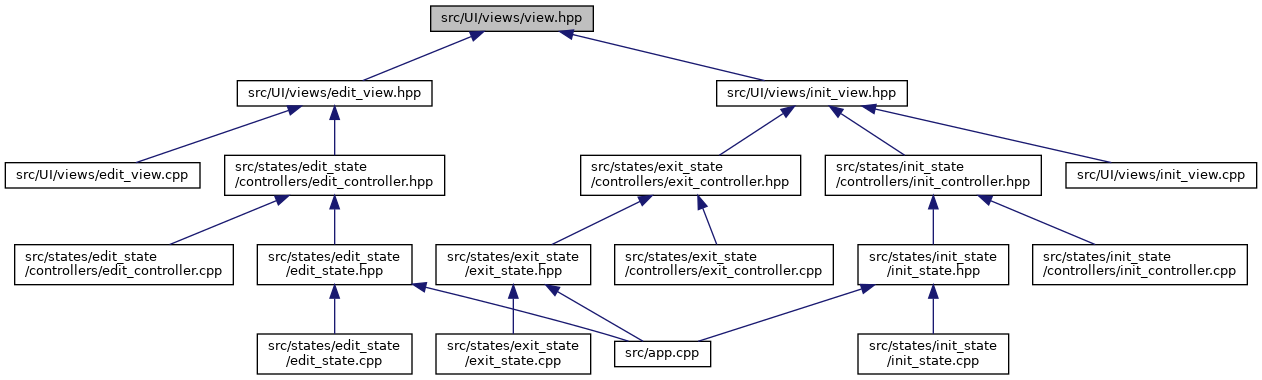 src/UI/views/view.hpp
src/UI/views/edit_view.hpp
src/UI/views/init_view.hpp
src/UI/views/edit_view.cpp
src/states/edit_state
/controllers/edit_controller.hpp
src/states/exit_state
/controllers/exit_controller.hpp
src/states/init_state
/controllers/init_controller.hpp
src/UI/views/init_view.cpp
src/states/edit_state
/controllers/edit_controller.cpp
src/states/edit_state
/edit_state.hpp
src/states/exit_state
/exit_state.hpp
src/states/exit_state
/controllers/exit_controller.cpp
src/states/init_state
/init_state.hpp
src/states/init_state
/controllers/init_controller.cpp
src/states/edit_state
/edit_state.cpp
src/states/exit_state
/exit_state.cpp
src/app.cpp
src/states/init_state
/init_state.cpp